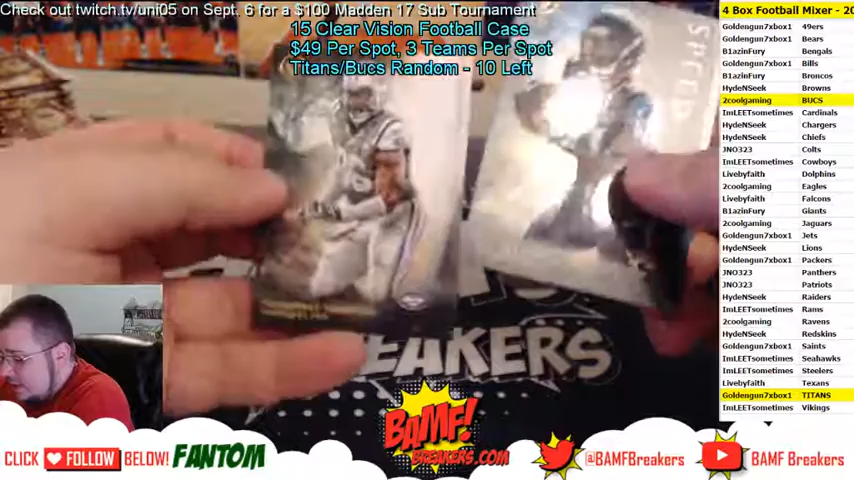 Check out twitch.tv/unf05 on Sept. 6 for a $100 Madden 17 Sub Tournament
15 Clear Vision Football Case
$49 Per Spot, 3 Teams Per Spot
Titans/Bucs Random - 10 Left
SPEED
4 Box Football Mixer - 20
Goldengun7xbox1 49ers
Goldengun7xbox1 Bears
B1azinFury Bengals
Goldengun7xbox1 Bills
B1azinFury Broncos
HydeNSeek Browns
2coolgaming BUCS
ImLEETsometimes Cardinals
HydeNSeek Chargers
HydeNSeek Chiefs
JNO323 Colts
ImLEETsometimes Cowboys
Livebyfaith Dolphins
2coolgaming Eagles
Livebyfaith Falcons
B1azinFury Giants
2coolgaming Jaguars
Goldengun7xbox1 Jets
HydeNSeek Lions
Goldengun7xbox1 Packers
JNO323 Panthers
JNO323 Patriots
HydeNSeek Raiders
ImLEETsometimes Rams
2coolgaming Ravens
HydeNSeek Redskins
Goldengun7xbox1 Saints
ImLEETsometimes Seahawks
ImLEETsometimes Steelers
Livebyfaith Texans
Goldengun7xbox1 TITANS
ImLEETsometimes Vikings
EAKERS
BAMF!
BREAKERS.COM
CLICK FOLLOW BELOW! FANTOM
@BAMFBreakers
BAMF Breakers